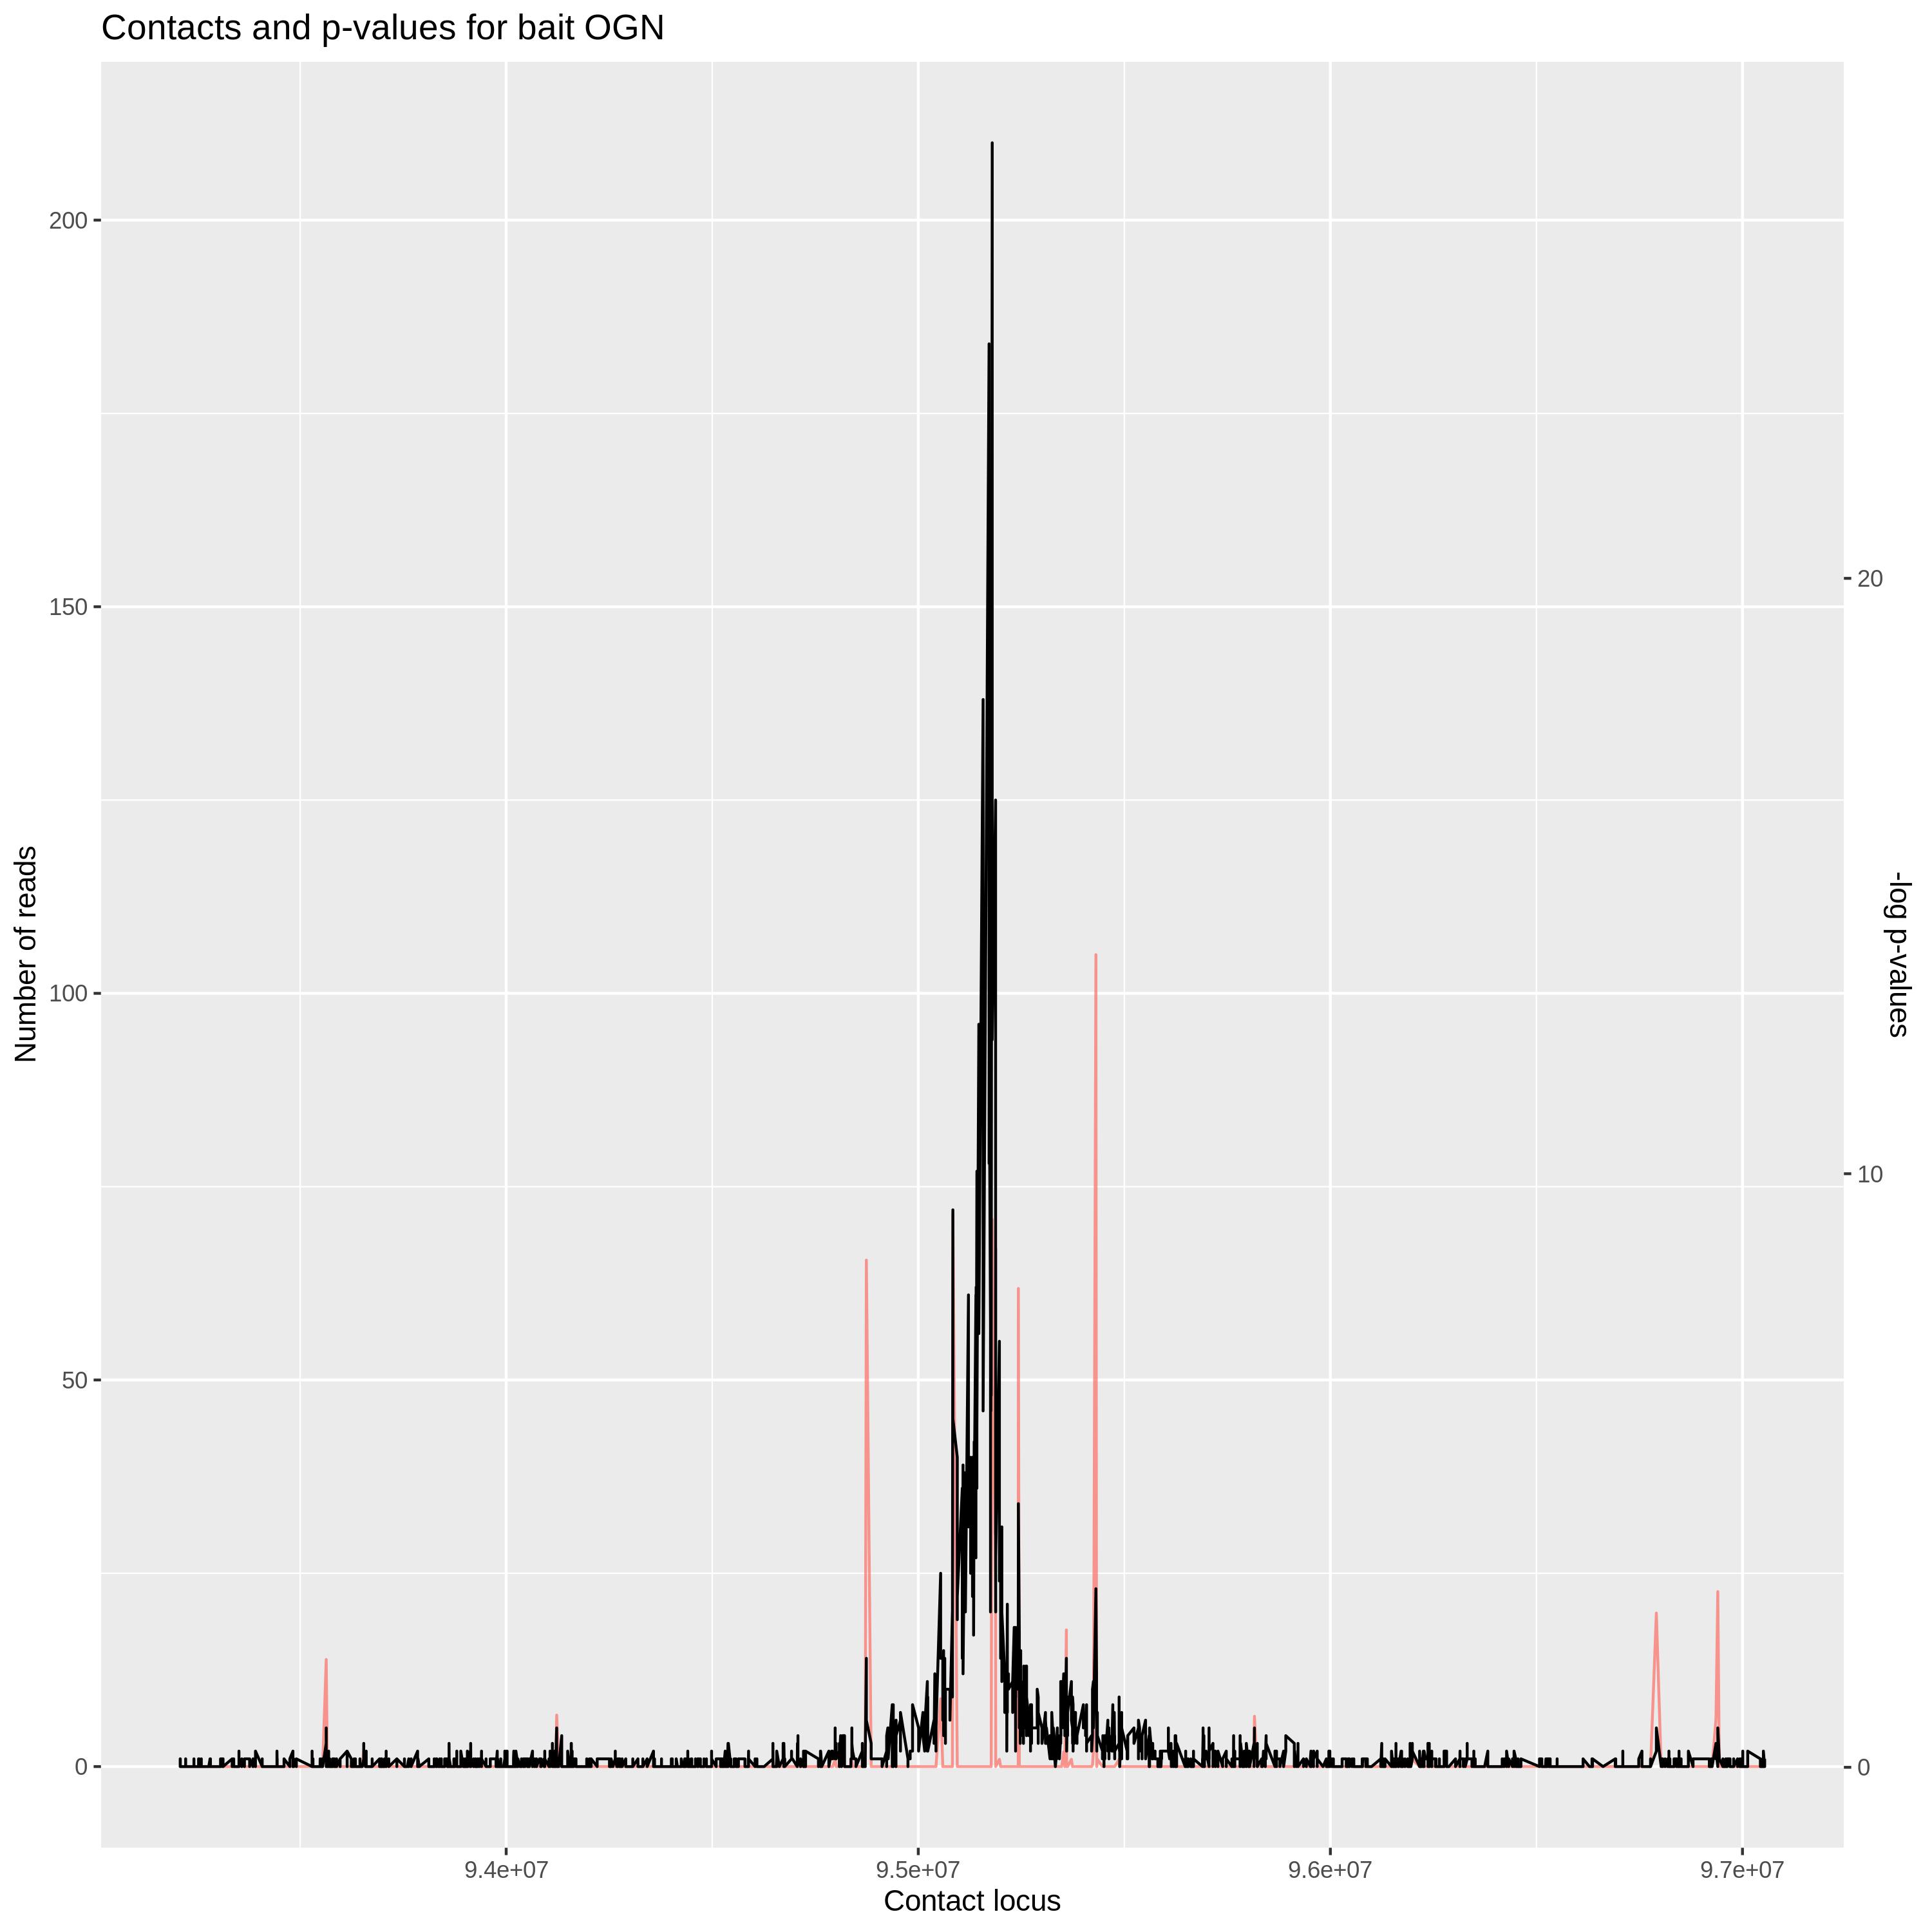 Contacts and p-values for bait OGN
Number of reads
200
150
100
50
0
20
10
0
-log p-values
9.4e+07
9.5e+07
9.6e+07
9.7e+07
Contact locus